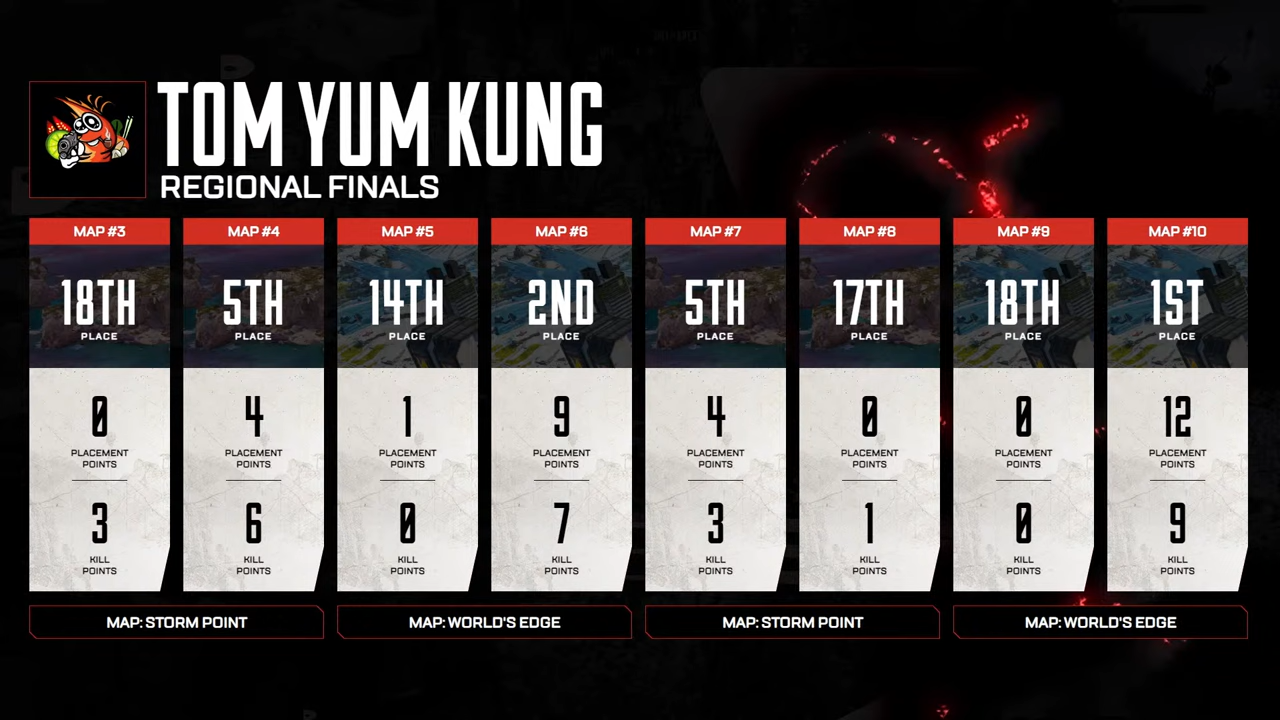 TOM YUM KUNG
REGIONAL FINALS
MAP #3
18TH
PLACE
0
PLACEMENT
POINTS
3
KILL
POINTS
MAP #4
5TH
PLACE
4
PLACEMENT
POINTS
6
KILL
POINTS
MAP: STORM POINT
MAP #5
14TH
PLACE
1
PLACEMENT
POINTS
0
KILL
POINTS
MAP #6
2ND
PLACE
9
PLACEMENT
POINTS
7
KILL
POINTS
MAP: WORLD'S EDGE
MAP #7
5TH
PLACE
4
PLACEMENT
POINTS
3
KILL
POINTS
MAP #8
17TH
PLACE
0
PLACEMENT
POINTS
1
KILL
POINTS
MAP: STORM POINT
MAP #9
18TH
PLACE
0
PLACEMENT
POINTS
0
KILL
POINTS
MAP #10
1ST
PLACE
12
PLACEMENT
POINTS
9
KILL
POINTS
MAP: WORLD'S EDGE